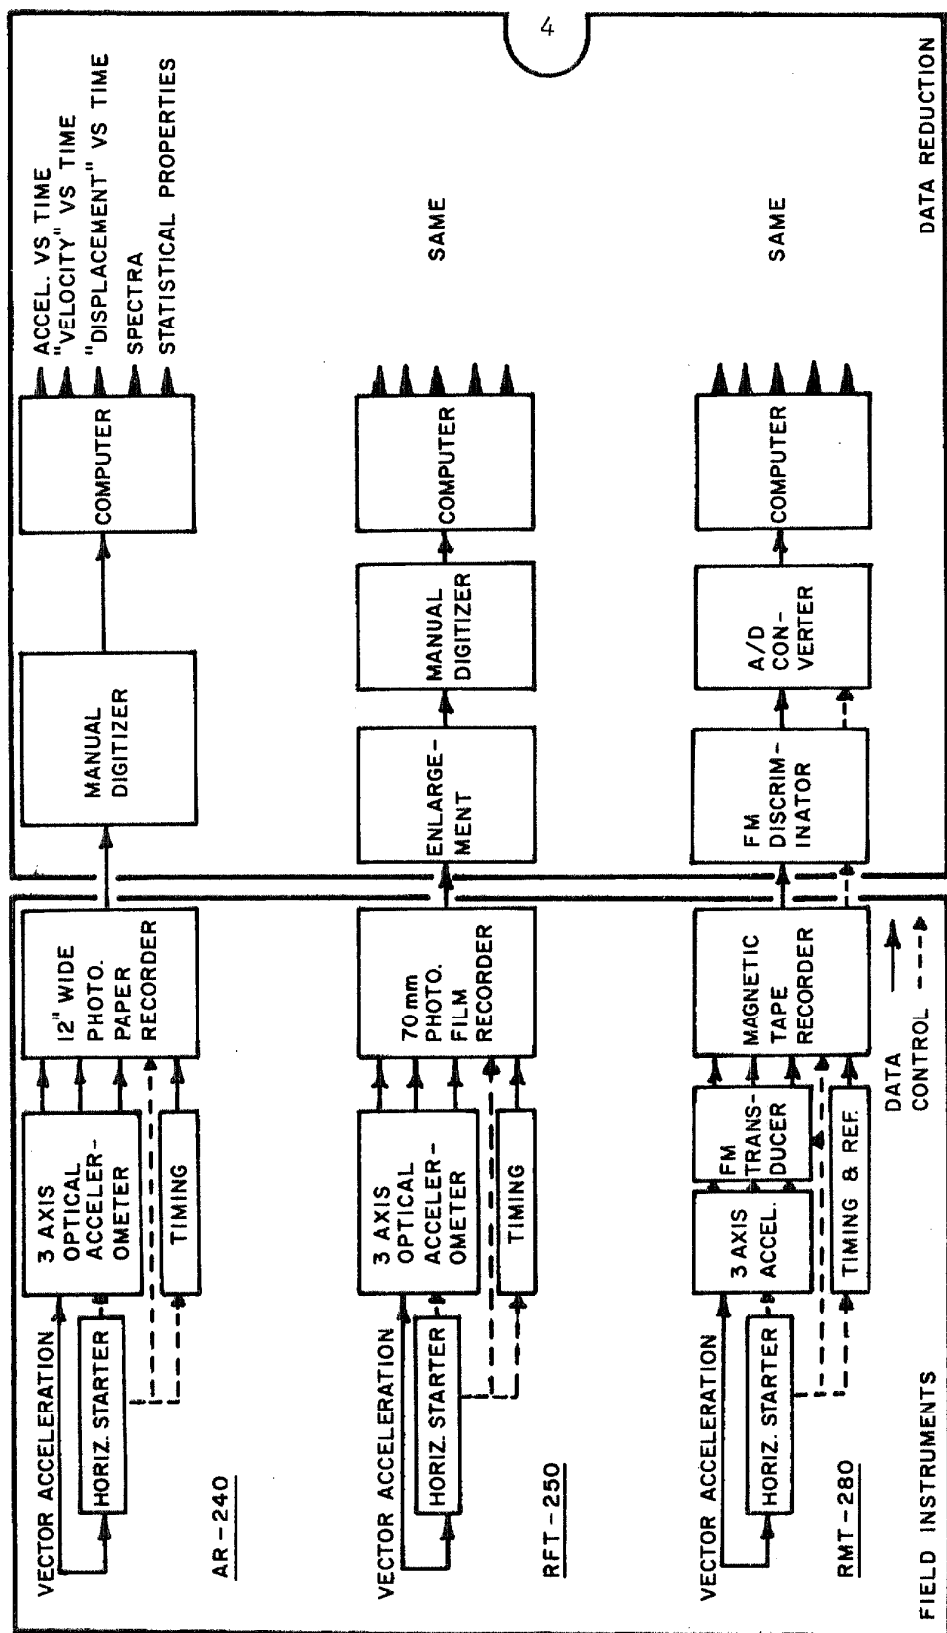 4
VECTOR ACCELERATION
HORIZ. STARTER
3 AXIS
OPTICAL
ACCELER-
OMETER
TIMING
12" WIDE
PHOTO.
PAPER
RECORDER
MANUAL
DIGITIZER
COMPUTER
ACCEL. VS TIME
"VELOCITY" VS TIME
"DISPLACEMENT" VS TIME
SPECTRA
STATISTICAL PROPERTIES
AR-240
VECTOR ACCELERATION
HORIZ. STARTER
3 AXIS
OPTICAL
ACCELER-
OMETER
TIMING
70mm
PHOTO.
FILM
RECORDER
ENLARGE-
MENT
MANUAL
DIGITIZER
COMPUTER
SAME
RFT-250
VECTOR ACCELERATION
HORIZ. STARTER
3 AXIS
ACCEL.
FM
TRANS-
DUCER
TIMING & REF.
MAGNETIC
TAPE
RECORDER
FM
DISCRIM-
INATOR
A/D
CON-
VERTER
COMPUTER
SAME
RMT-280
DATA
CONTROL
FIELD INSTRUMENTS
DATA REDUCTION